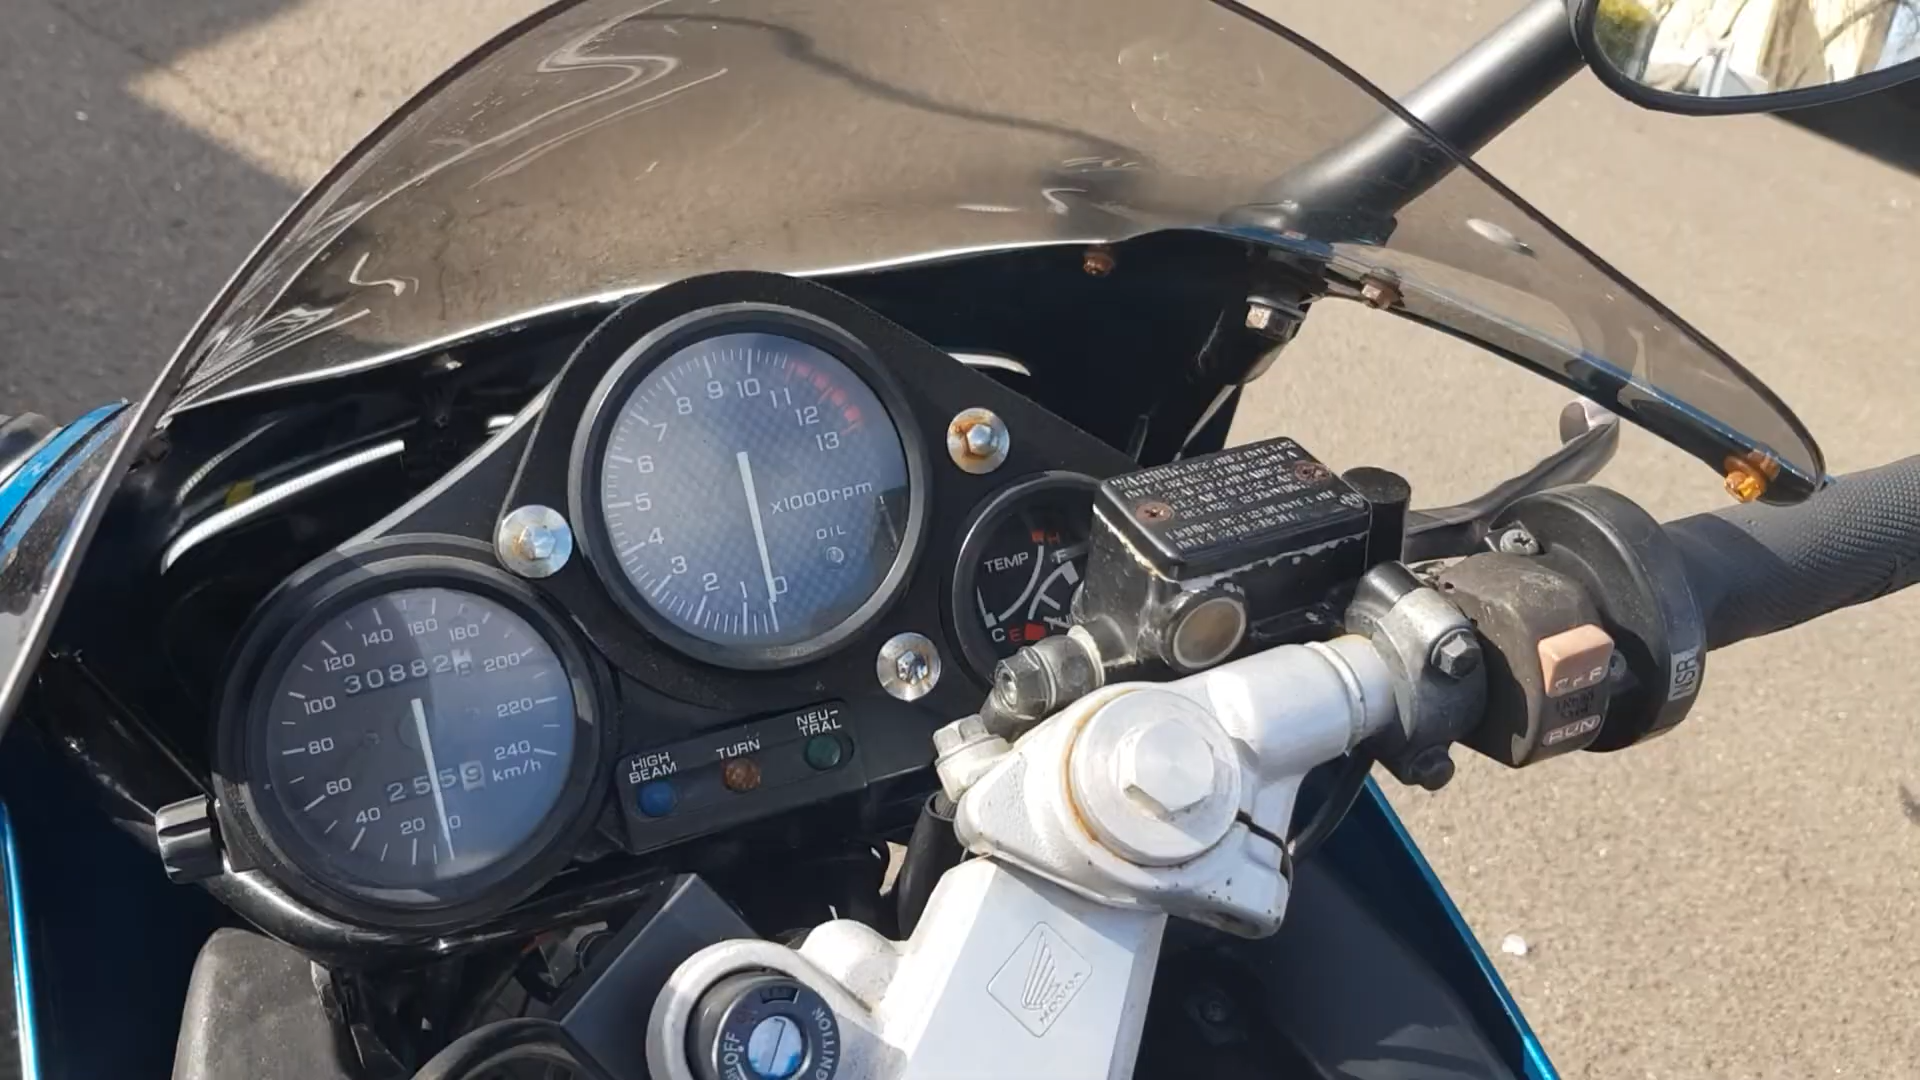 10
9
11
8
12
7
13
6
5
x1000rpm
4
OIL
3
2
1
0
TEMP
H
F
C
E
160
140
180
120
200
30882
100
220
80
240
km/h
60
2559
40
20
0
NEU-
TRAL
TURN
HIGH
BEAM
OFF
RUN
NSR
HONDA
OFF
IGNITION